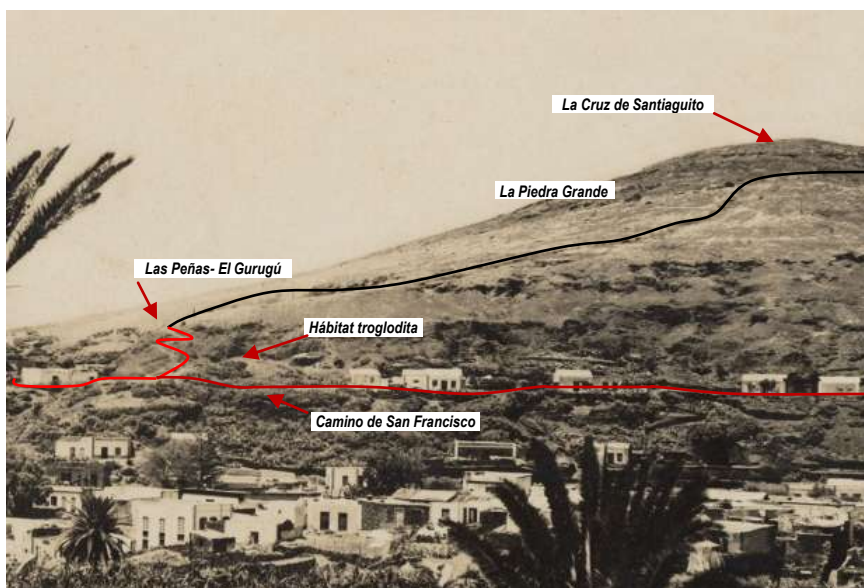 La Cruz de Santiaguito
La Piedra Grande
Las Peñas- El Gurugú
Hábitat troglodita
Camino de San Francisco